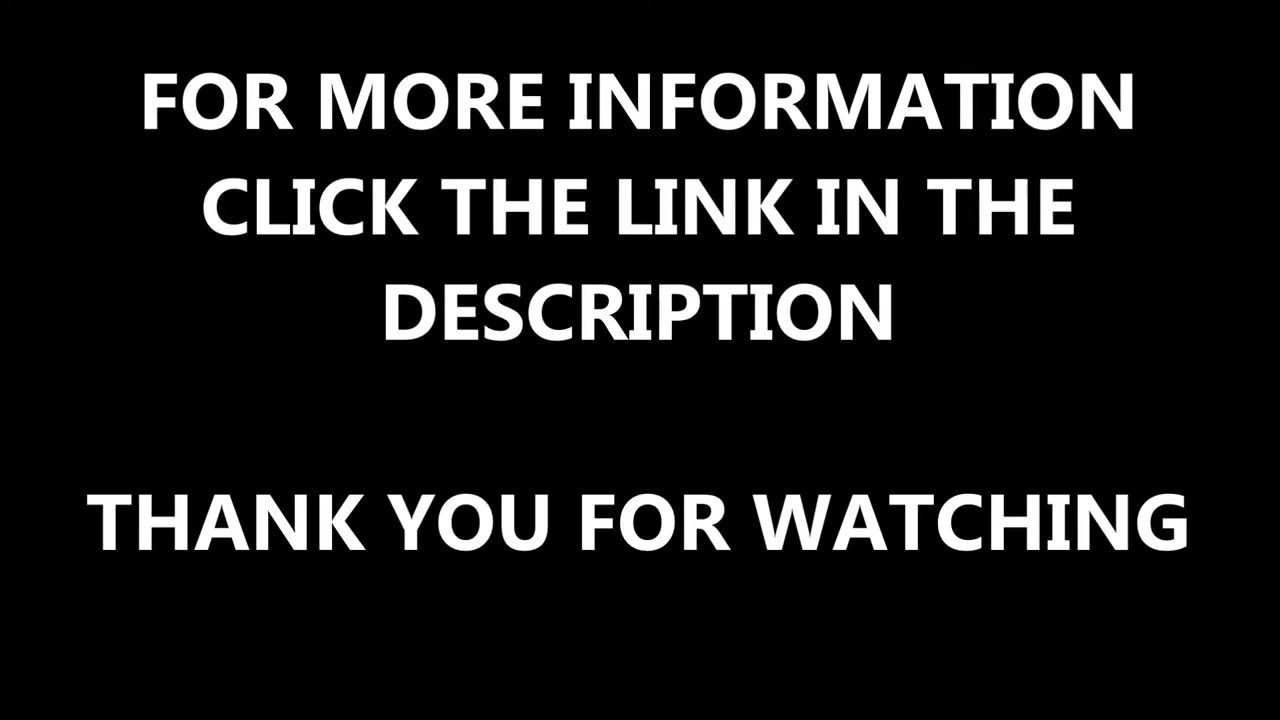 FOR MORE INFORMATION
CLICK THE LINK IN THE
DESCRIPTION
THANK YOU FOR WATCHING